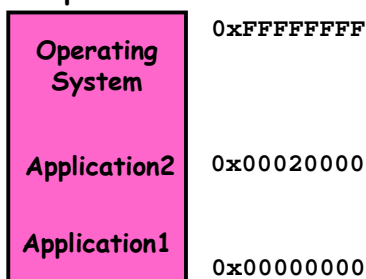 0xFFFFFFFF
Operating
System
Application2
0x00020000
Application1
0x00000000